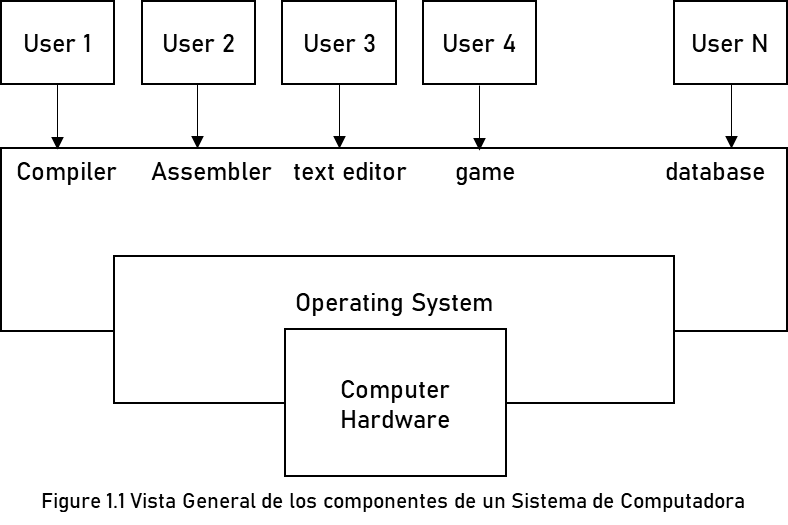 User 1
User 2
User 3
User 4
User N
Compiler
Assembler
text editor
game
database
Operating System
Computer
Hardware
Figure 1.1 Vista General de los componentes de un Sistema de Computadora